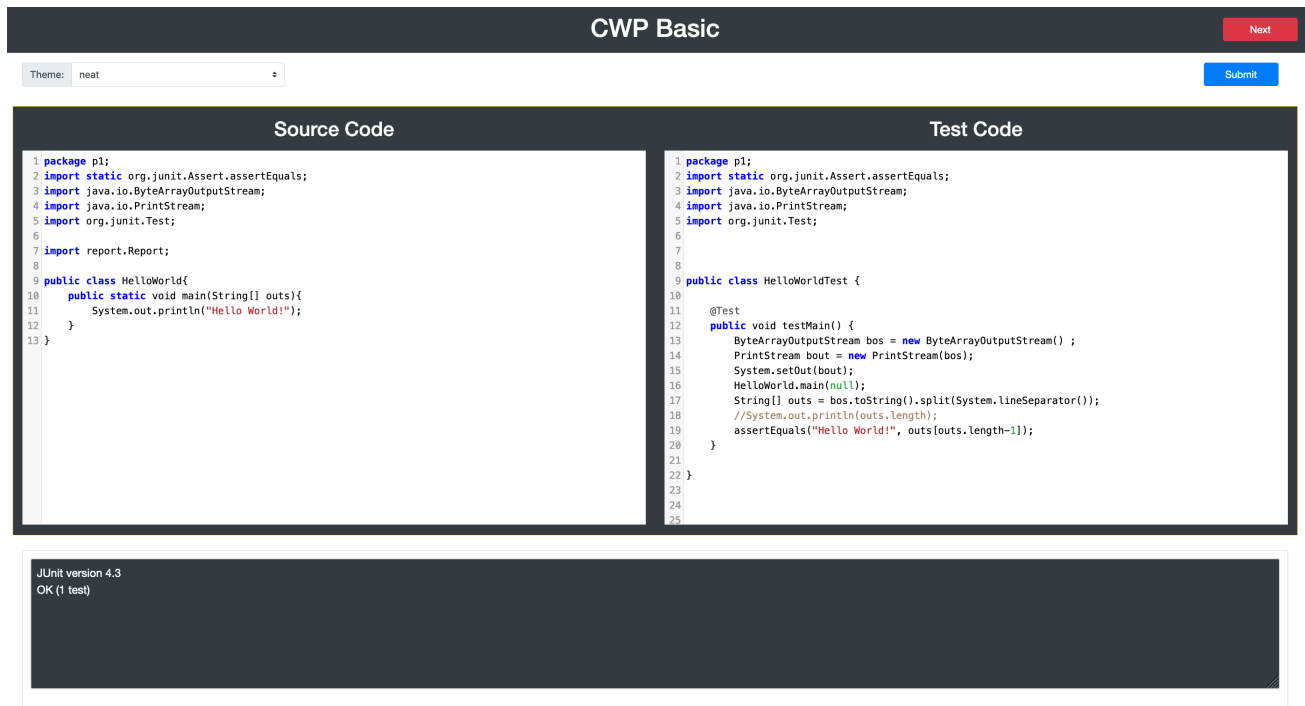 CWP Basic
Next
Theme: neat
Submit
Source Code
1 package p1;
2 import static org.junit.Assert.assertEquals;
3 import java.io.ByteArrayOutputStream;
4 import java.io.PrintStream;
5 import org.junit.Test;
6
7 import report.Report;
8
9 public class HelloWorld{
10     public static void main(String[] outs){
11         System.out.println("Hello World!");
12     }
13 }
Test Code
1 package p1;
2 import static org.junit.Assert.assertEquals;
3 import java.io.ByteArrayOutputStream;
4 import java.io.PrintStream;
5 import org.junit.Test;
6
7
8
9 public class HelloWorldTest {
10
11     @Test
12     public void testMain() {
13         ByteArrayOutputStream bos = new ByteArrayOutputStream() ;
14         PrintStream bout = new PrintStream(bos);
15         System.setOut(bout);
16         HelloWorld.main(null);
17         String[] outs = bos.toString().split(System.lineSeparator());
18         //System.out.println(outs.length);
19         assertEquals("Hello World!", outs[outs.length-1]);
20     }
21
22 }
23
24
25
JUnit version 4.3
OK (1 test)